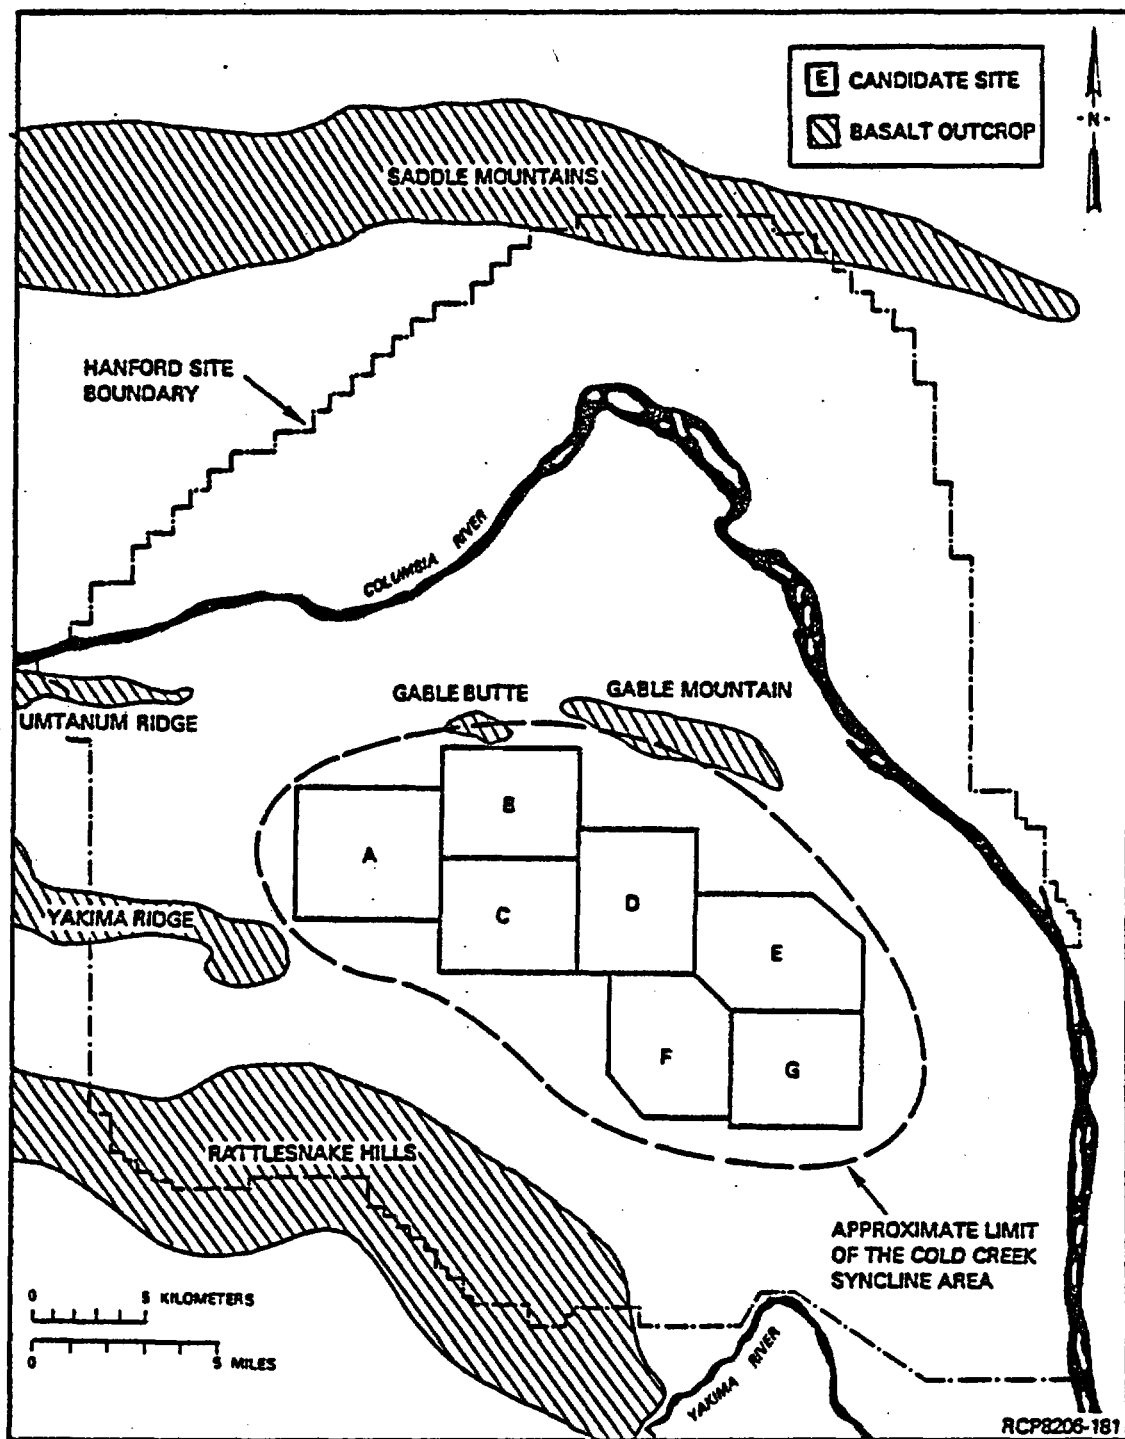 E CANDIDATE SITE
BASALT OUTCROP
-N-
SADDLE MOUNTAINS
HANFORD SITE
BOUNDARY
COLUMBIA RIVER
GABLE BUTTE
GABLE MOUNTAIN
UMTANUM RIDGE
B
A
C
D
YAKIMA RIDGE
E
F
G
RATTLESNAKE HILLS
APPROXIMATE LIMIT
OF THE COLD CREEK
SYNCLINE AREA
0 5 KILOMETERS
0 5 MILES
YAKIMA RIVER
RCP8206-181